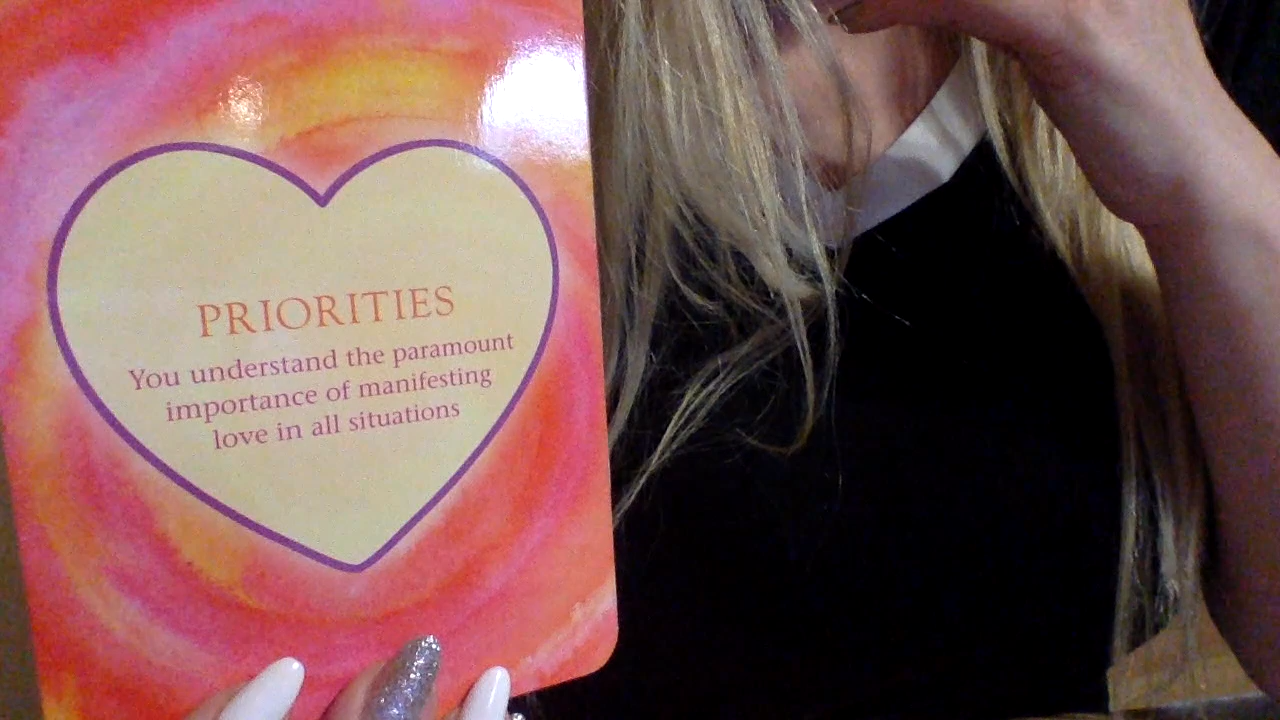 PRIORITIES
You understand the paramount
importance of manifesting
love in all situations